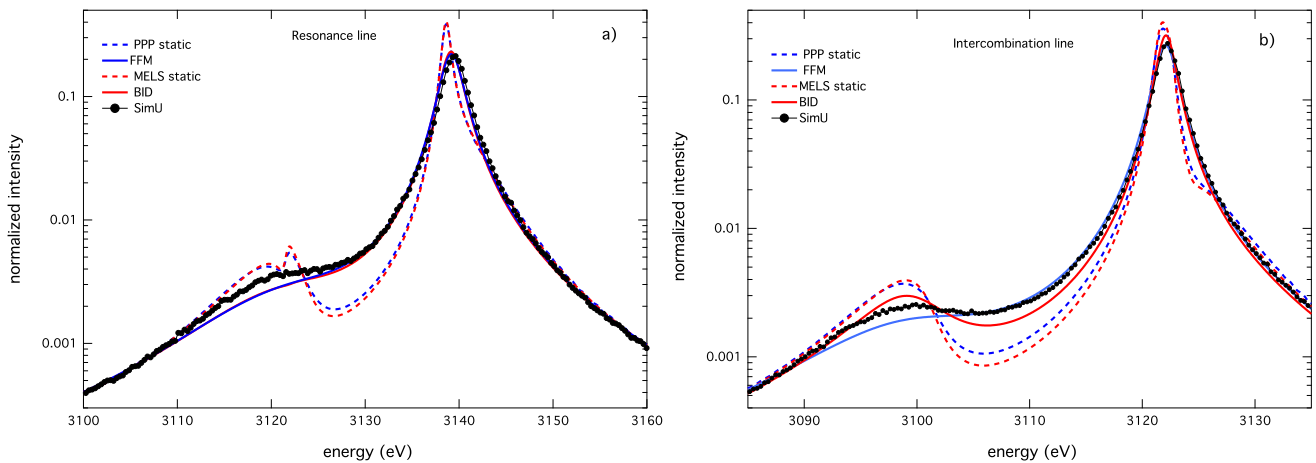 Resonance line
a)
PPP static
FFM
MELS static
BID
SimU
0.1
0.01
0.001
normalized intensity
3100 3110 3120 3130 3140 3150 3160
energy (eV)
Intercombination line
b)
PPP static
FFM
MELS static
BID
SimU
0.1
0.01
0.001
normalized intensity
3090 3100 3110 3120 3130
energy (eV)